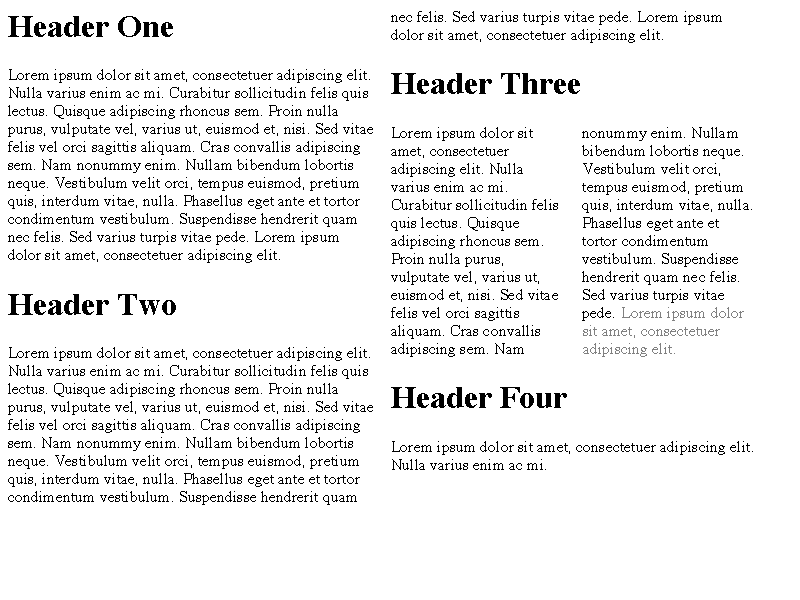 Header One
Lorem ipsum dolor sit amet, consectetuer adipiscing elit.
Nulla varius enim ac mi. Curabitur sollicitudin felis quis
lectus. Quisque adipiscing rhoncus sem. Proin nulla
purus, vulputate vel, varius ut, euismod et, nisi. Sed vitae
felis vel orci sagittis aliquam. Cras convallis adipiscing
sem. Nam nonummy enim. Nullam bibendum lobortis
neque. Vestibulum velit orci, tempus euismod, pretium
quis, interdum vitae, nulla. Phasellus eget ante et tortor
condimentum vestibulum. Suspendisse hendrerit quam
nec felis. Sed varius turpis vitae pede. Lorem ipsum
dolor sit amet, consectetuer adipiscing elit.
Header Two
Lorem ipsum dolor sit amet, consectetuer adipiscing elit.
Nulla varius enim ac mi. Curabitur sollicitudin felis quis
lectus. Quisque adipiscing rhoncus sem. Proin nulla
purus, vulputate vel, varius ut, euismod et, nisi. Sed vitae
felis vel orci sagittis aliquam. Cras convallis adipiscing
sem. Nam nonummy enim. Nullam bibendum lobortis
neque. Vestibulum velit orci, tempus euismod, pretium
quis, interdum vitae, nulla. Phasellus eget ante et tortor
condimentum vestibulum. Suspendisse hendrerit quam
nec felis. Sed varius turpis vitae pede. Lorem ipsum
dolor sit amet, consectetuer adipiscing elit.
Header Three
Lorem ipsum dolor sit
amet, consectetuer
adipiscing elit. Nulla
varius enim ac mi.
Curabitur sollicitudin felis
quis lectus. Quisque
adipiscing rhoncus sem.
Proin nulla purus,
vulputate vel, varius ut,
euismod et, nisi. Sed vitae
felis vel orci sagittis
aliquam. Cras convallis
adipiscing sem. Nam
nonummy enim. Nullam
bibendum lobortis neque.
Vestibulum velit orci,
tempus euismod, pretium
quis, interdum vitae, nulla.
Phasellus eget ante et
tortor condimentum
vestibulum. Suspendisse
hendrerit quam nec felis.
Sed varius turpis vitae
pede. Lorem ipsum dolor
sit amet, consectetuer
adipiscing elit.
Header Four
Lorem ipsum dolor sit amet, consectetuer adipiscing elit.
Nulla varius enim ac mi.